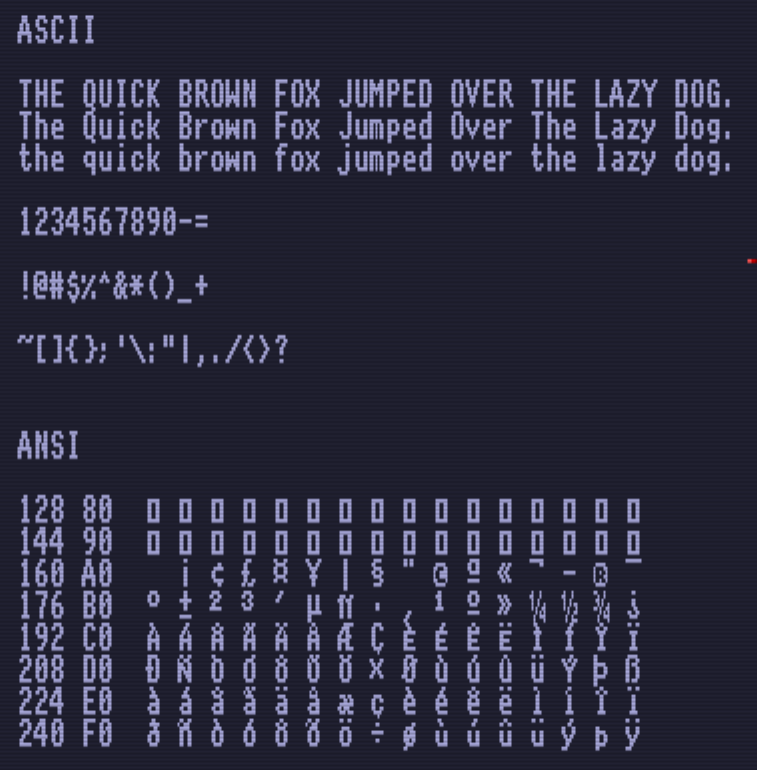 ASCII
THE QUICK BROWN FOX JUMPED OVER THE LAZY DOG.
The Quick Brown Fox Jumped Over The Lazy Dog.
the quick brown fox jumped over the lazy dog.
1234567890-=
!@#$%^&*()_+
~[]{};'\:"|,./<>?
ANSI
128 80 ▯ ▯ ▯ ▯ ▯ ▯ ▯ ▯ ▯ ▯ ▯ ▯ ▯ ▯ ▯ ▯
144 90 ▯ ▯ ▯ ▯ ▯ ▯ ▯ ▯ ▯ ▯ ▯ ▯ ▯ ▯ ▯ ▯
160 A0 ¡ ¢ £ ¤ ¥ | § " @ º « ¬ - ® ¯
176 B0 º ± ² ³ ´ µ ¶ · ¸ ¹ º » ¼ ½ ¾ ¿
192 C0 À Á Â Ã Ä Å Æ Ç È É Ê Ë Ì Í Î Ï
208 D0 Ð Ñ Ò Ó Ô Õ Ö × Ø Ù Ú Û Ü Ý Þ ß
224 E0 à á â ã ä å æ ç è é ê ë ì í î ï
240 F0 ð ñ ò ó ô õ ö ÷ ø ù ú û ü ý þ ÿ